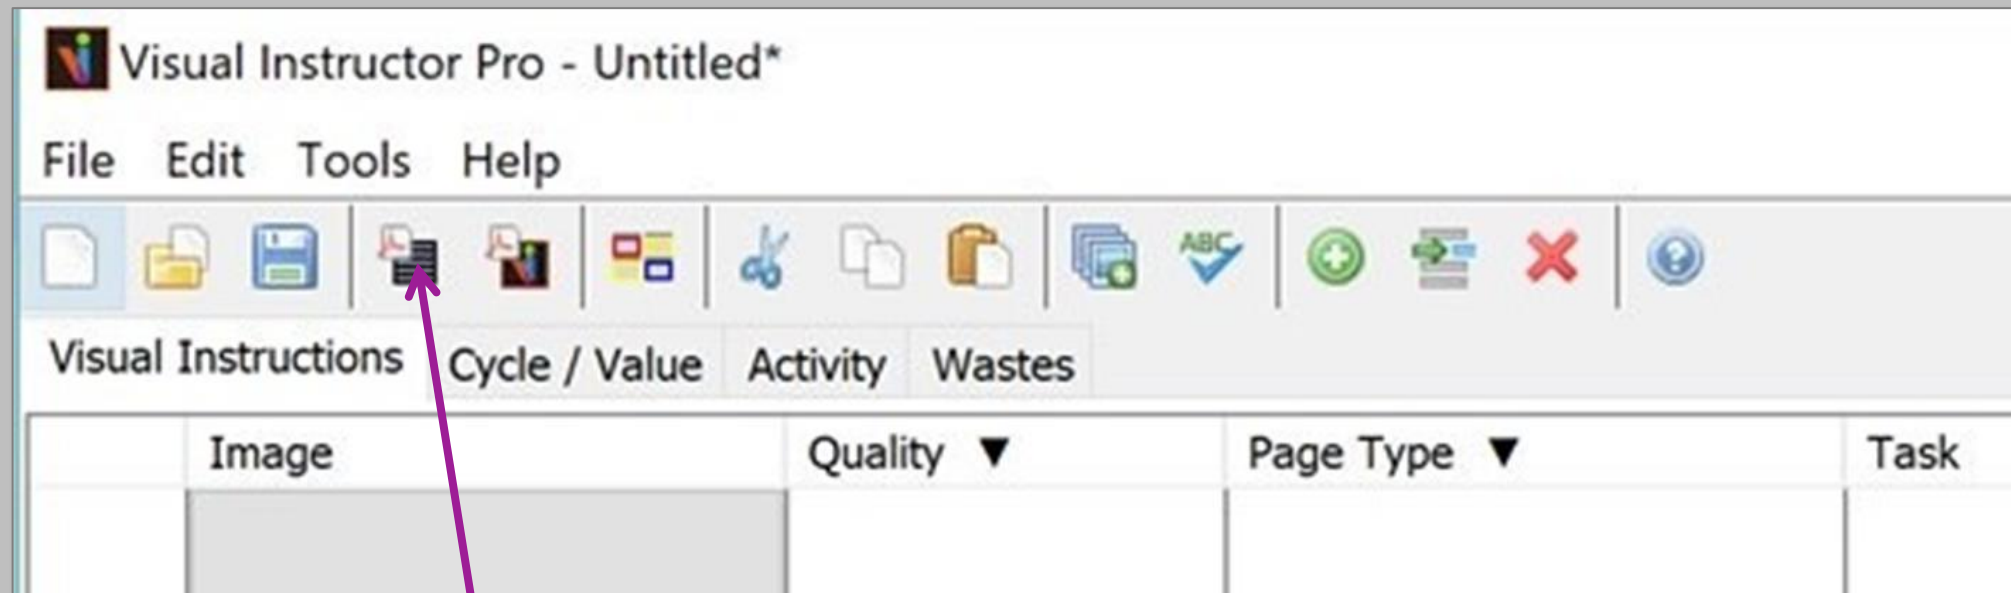 Visual Instructor Pro - Untitled*
File Edit Tools Help
ABC
Visual Instructions Cycle / Value Activity Wastes
Image Quality ▼ Page Type ▼ Task